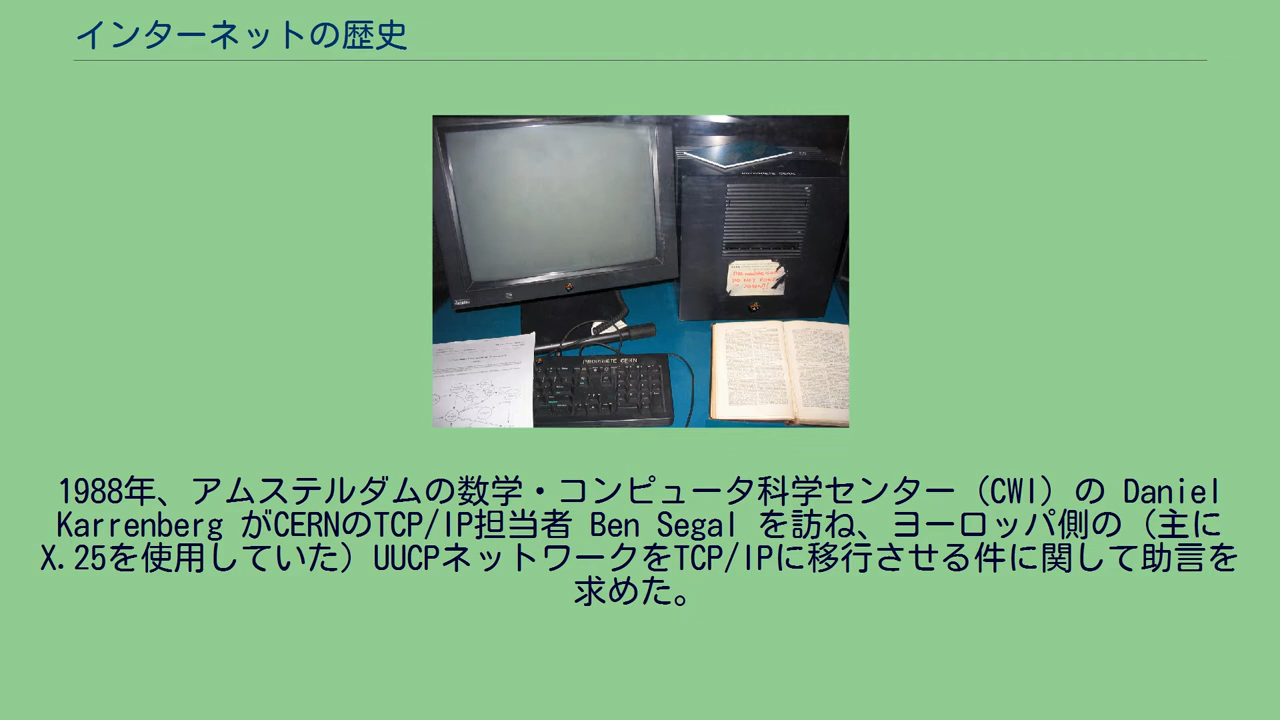 インターネットの歴史
1988年、アムステルダムの数学・コンピュータ科学センター（CWI）の Daniel
Karrenberg がCERNのTCP/IP担当者 Ben Segal を訪ね、ヨーロッパ側の（主に
X.25を使用していた）UUCPネットワークをTCP/IPに移行させる件に関して助言を
求めた。